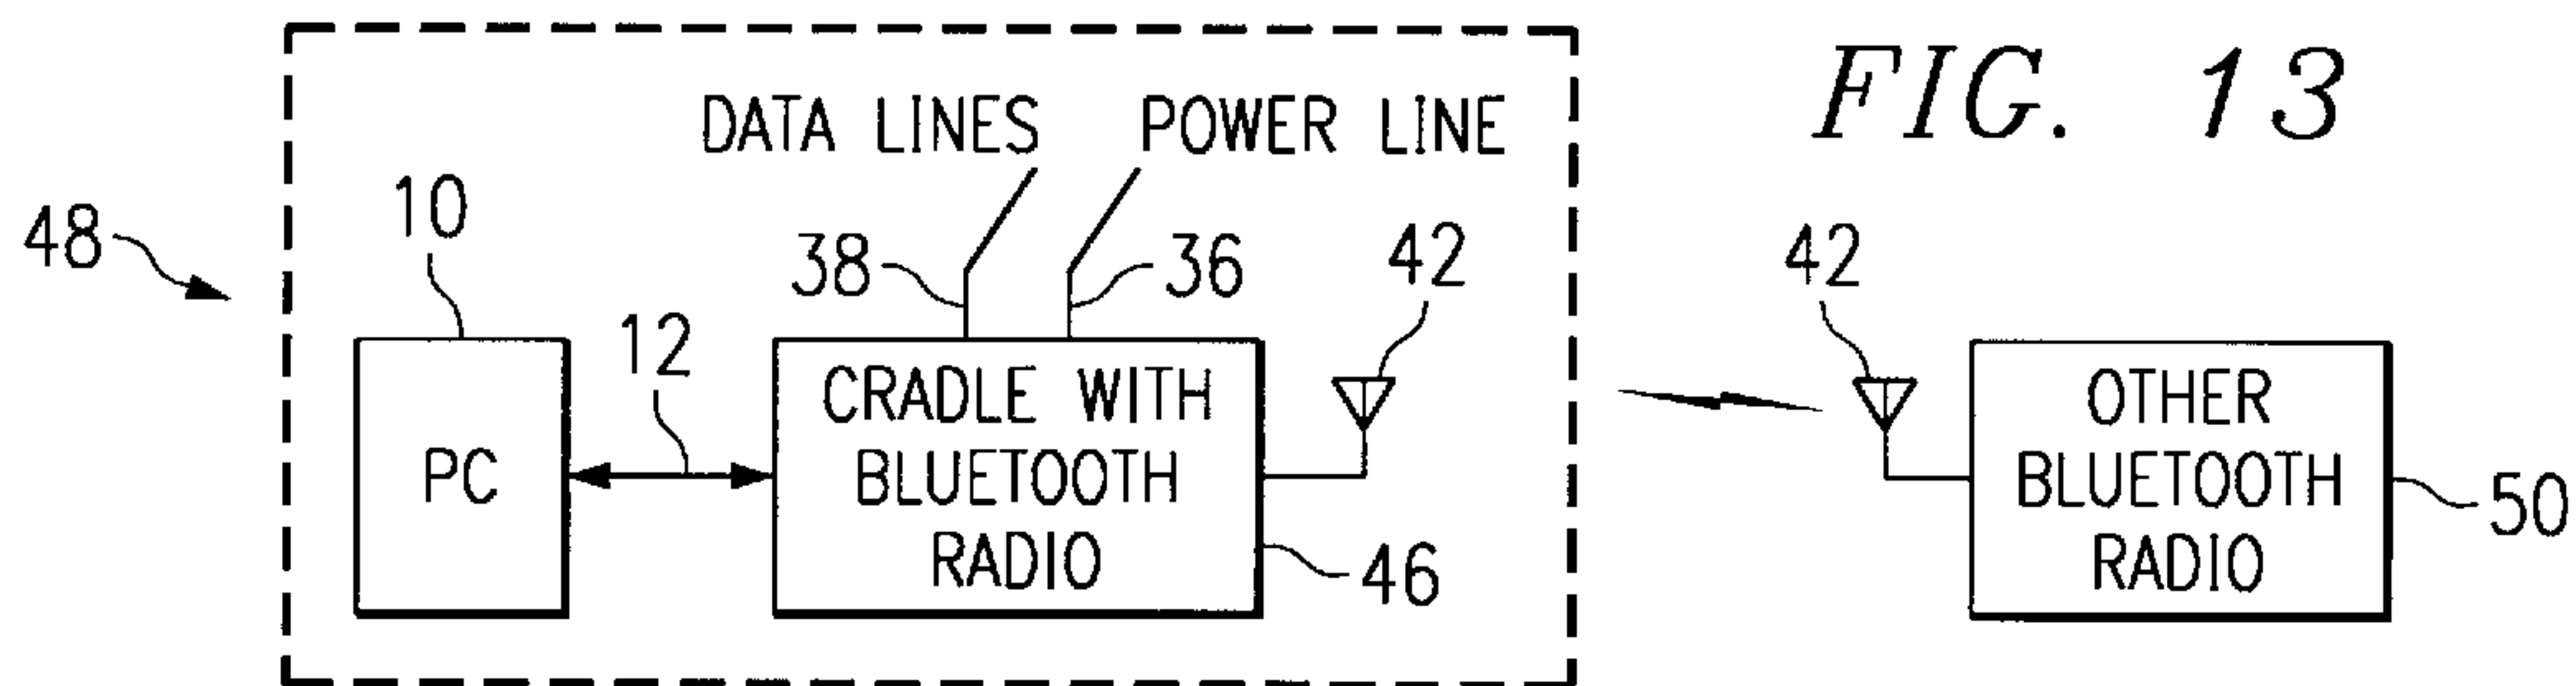 FIG. 13
DATA LINES
POWER LINE
48
10
38
36
42
42
12
PC
CRADLE WITH
BLUETOOTH
RADIO
46
OTHER
BLUETOOTH
RADIO
50